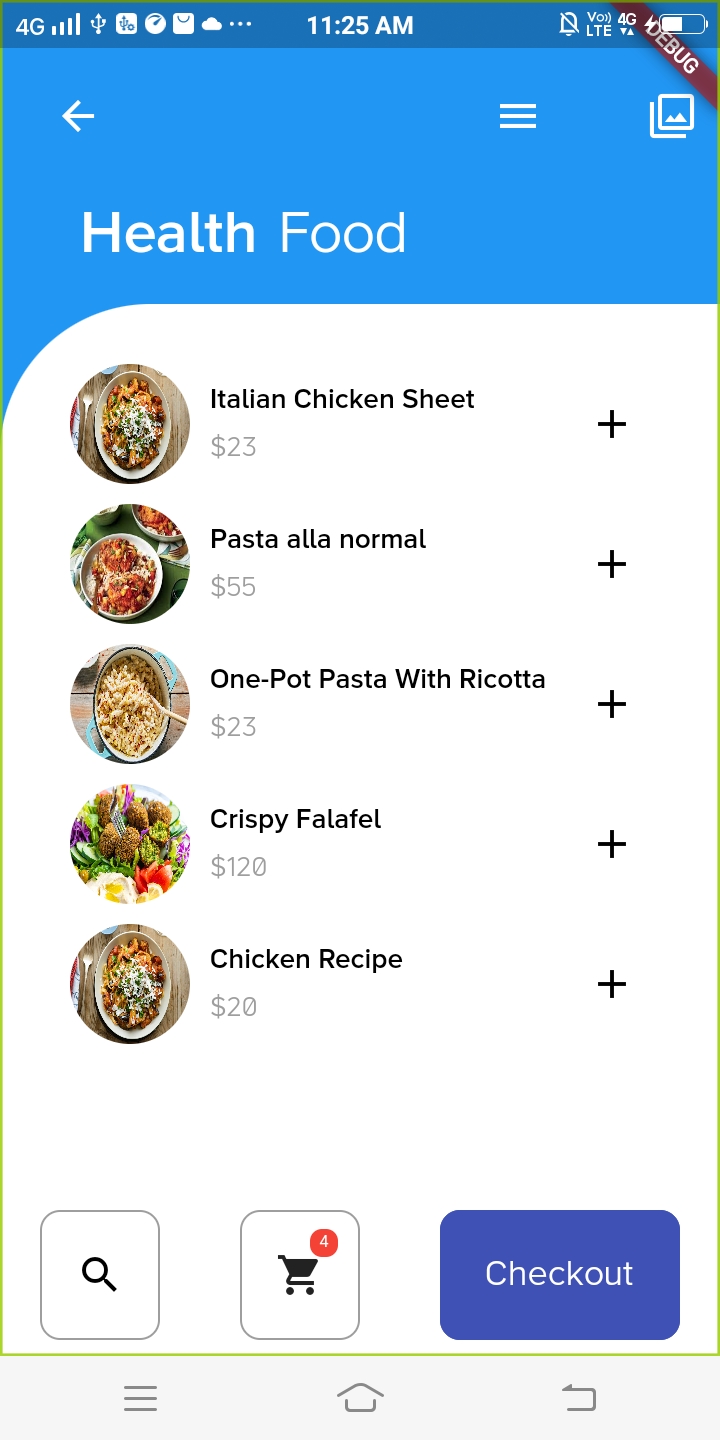 4G 11:25 AM Vo)) LTE 4G
DEBUG
Health Food
Italian Chicken Sheet
$23
Pasta alla normal
$55
One-Pot Pasta With Ricotta
$23
Crispy Falafel
$120
Chicken Recipe
$20
4
Checkout